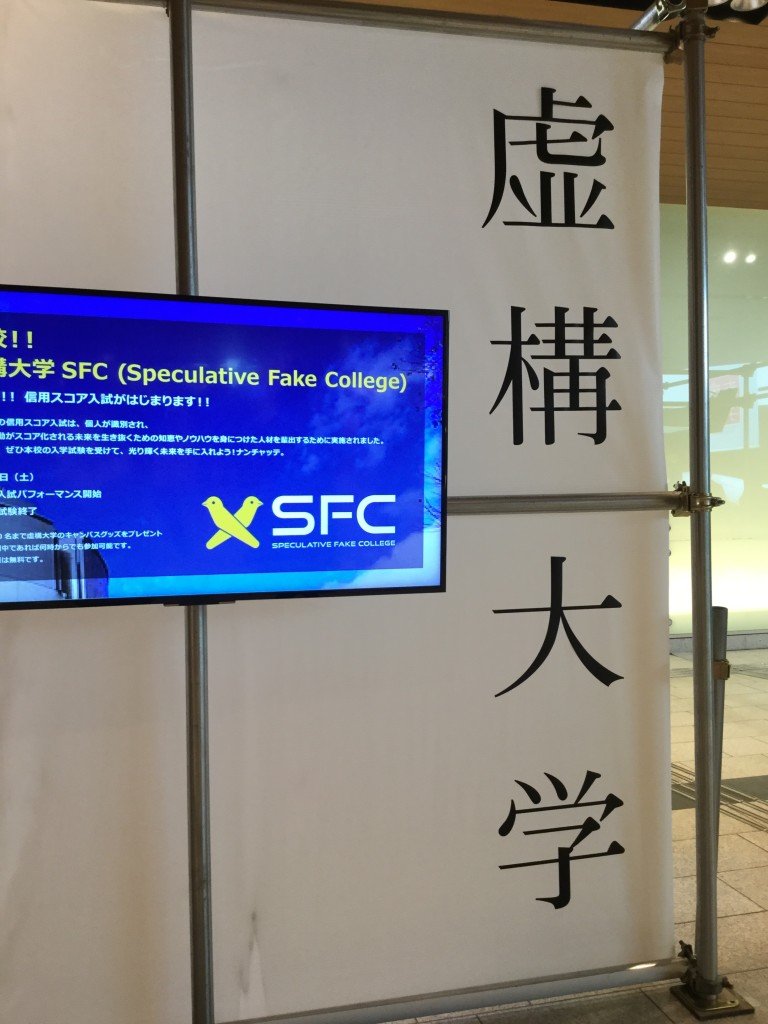 虚構大学
校!!
構大学 SFC (Speculative Fake College)
!! 信用スコア入試がはじまります!!
の信用スコア入試は、個人が識別され、
動がスコア化される未来を生き抜くための知恵やノウハウを身につけた人材を輩出するために実施されました。
ぜひ本校の入学試験を受けて、光り輝く未来を手に入れよう!ナンチャッテ。
日（土）
入試パフォーマンス開始
試験終了
0 名まで虚構大学のキャンパスグッズをプレゼント
中であれば何時からでも参加可能です。
は無料です。
SFC
SPECULATIVE FAKE COLLEGE